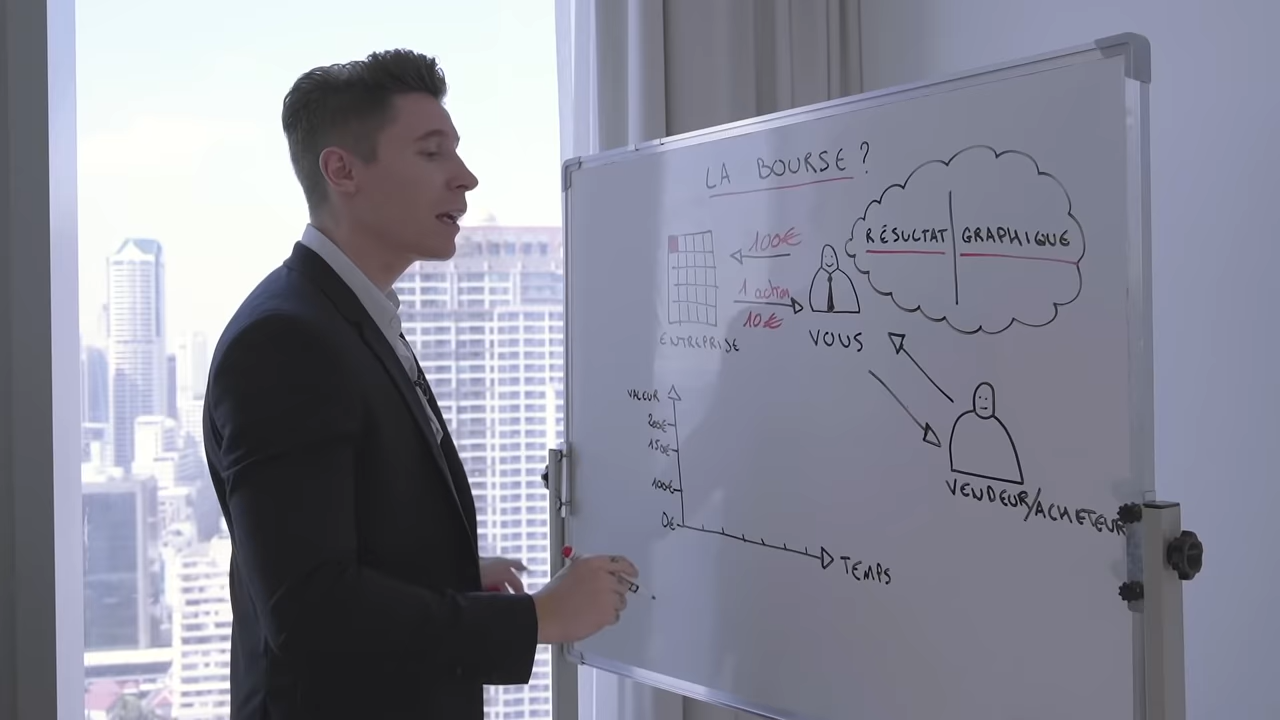 LA BOURSE ?
100€
1 action
10€
ENTREPRISE
VOUS
RÉSULTAT
GRAPHIQUE
VENDEUR/ACHETEUR
VALEUR
200€
150€
100€
0€
TEMPS